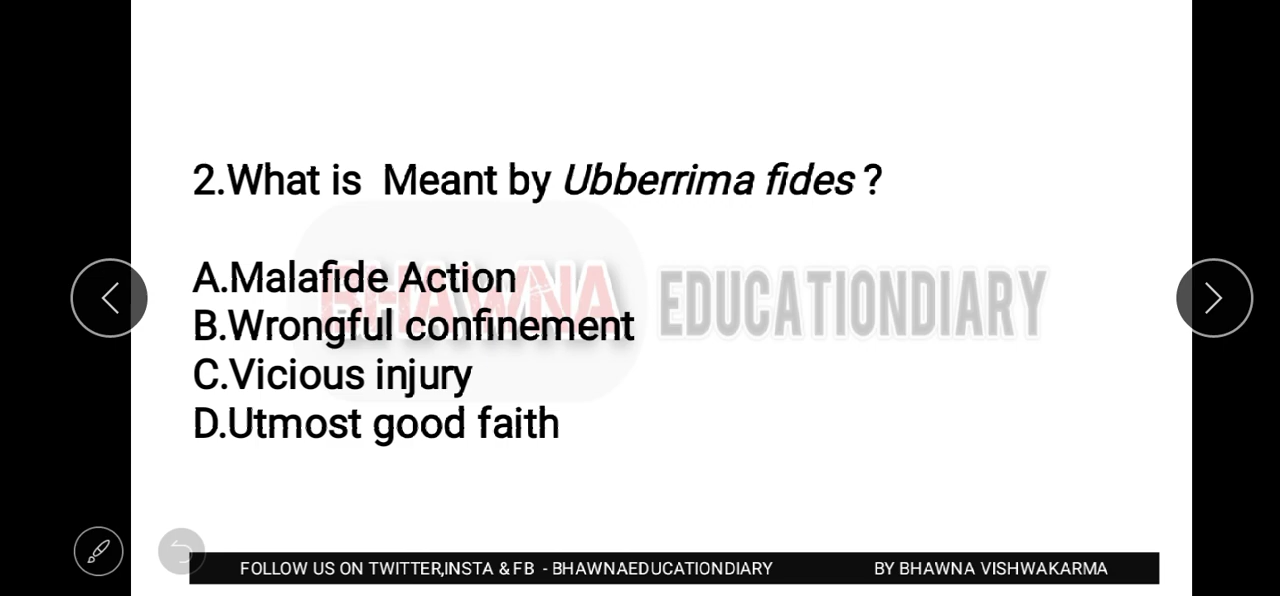 2.What is Meant by Ubberrima fides ?
A.Malafide Action
B.Wrongful confinement
C.Vicious injury
D.Utmost good faith
BHAWNA EDUCATIONDIARY
FOLLOW US ON TWITTER,INSTA & FB - BHAWNAEDUCATIONDIARY BY BHAWNA VISHWAKARMA